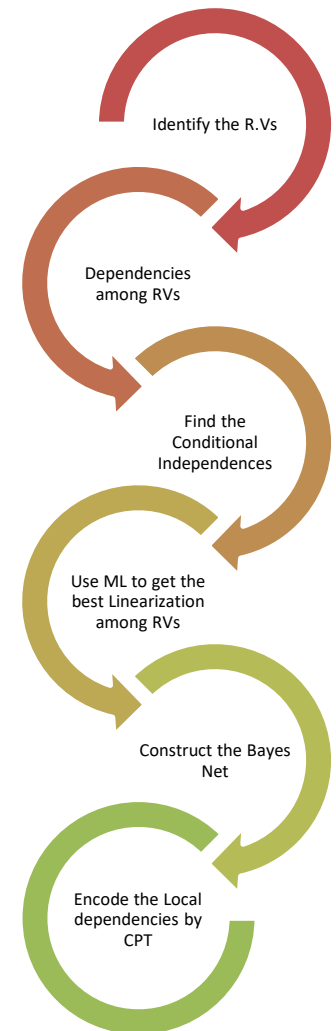 Identify the R.Vs
Dependencies
among RVs
Find the
Conditional
Independences
Use ML to get the
best Linearization
among RVs
Construct the Bayes
Net
Encode the Local
dependencies by
CPT